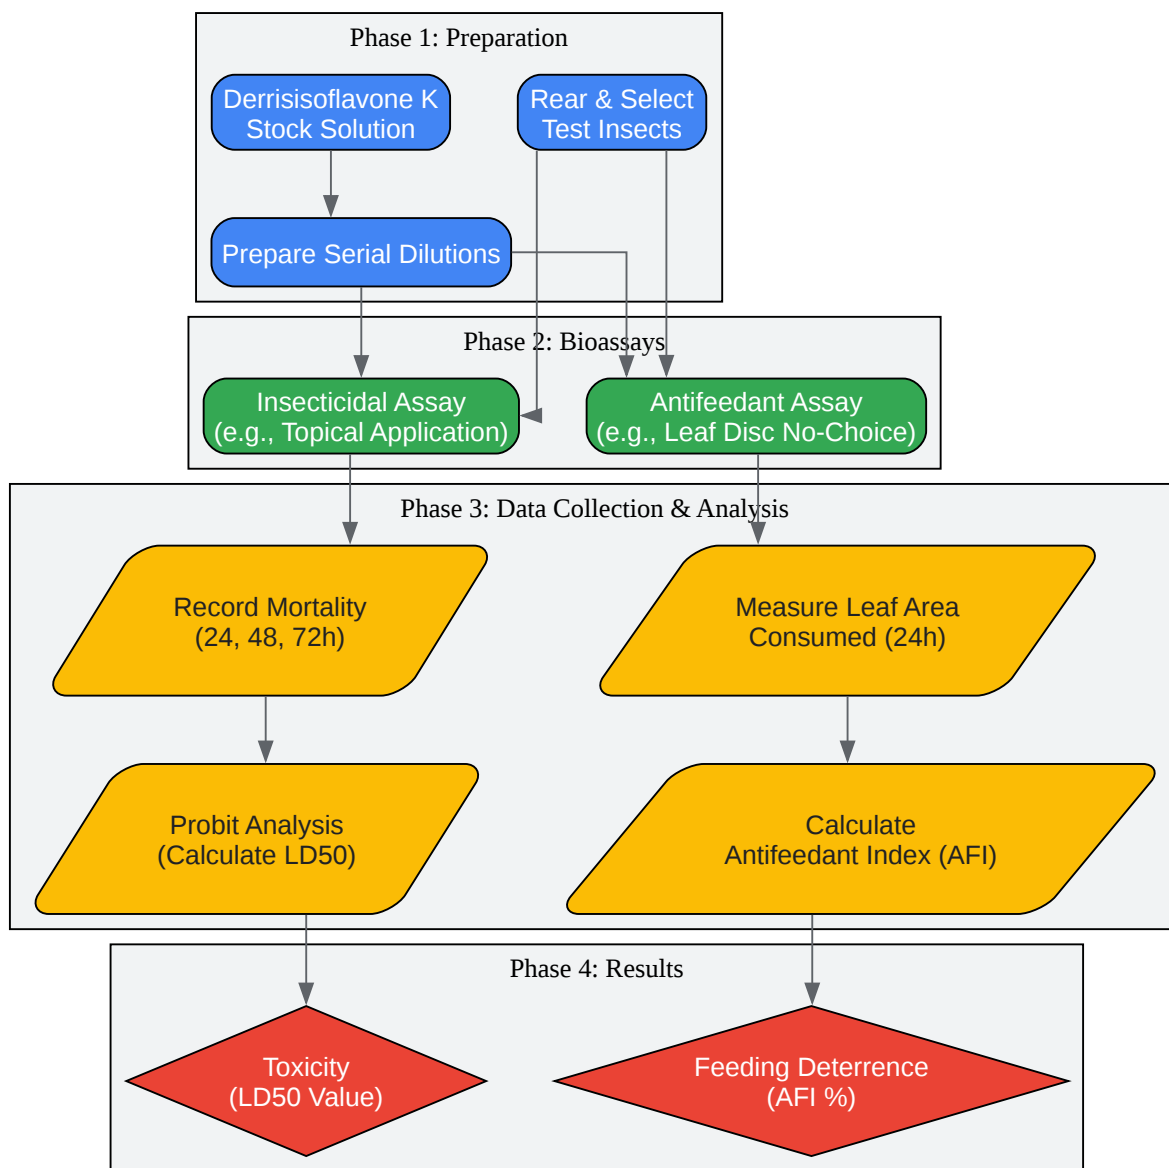 Phase 1: Preparation
Derrisisoflavone K
Stock Solution
Rear & Select
Test Insects
Prepare Serial Dilutions
Phase 2: Bioassays
Insecticidal Assay
(e.g., Topical Application)
Antifeedant Assay
(e.g., Leaf Disc No-Choice)
Phase 3: Data Collection & Analysis
Record Mortality
(24, 48, 72h)
Measure Leaf Area
Consumed (24h)
Probit Analysis
(Calculate LD50)
Calculate
Antifeedant Index (AFI)
Phase 4: Results
Toxicity
(LD50 Value)
Feeding Deterrence
(AFI %)